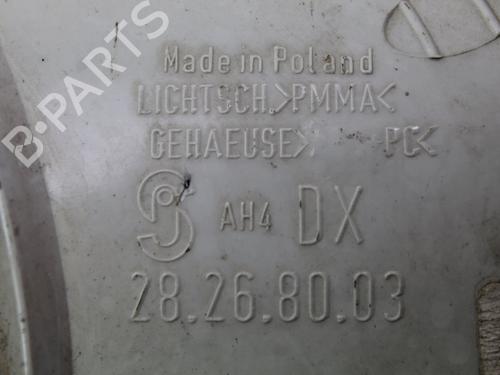 B-PARTS
Made in Poland
LICHTSCH.>PMMA<
GEHAEUSE> PC<
AH4 DX
28.26.80.03